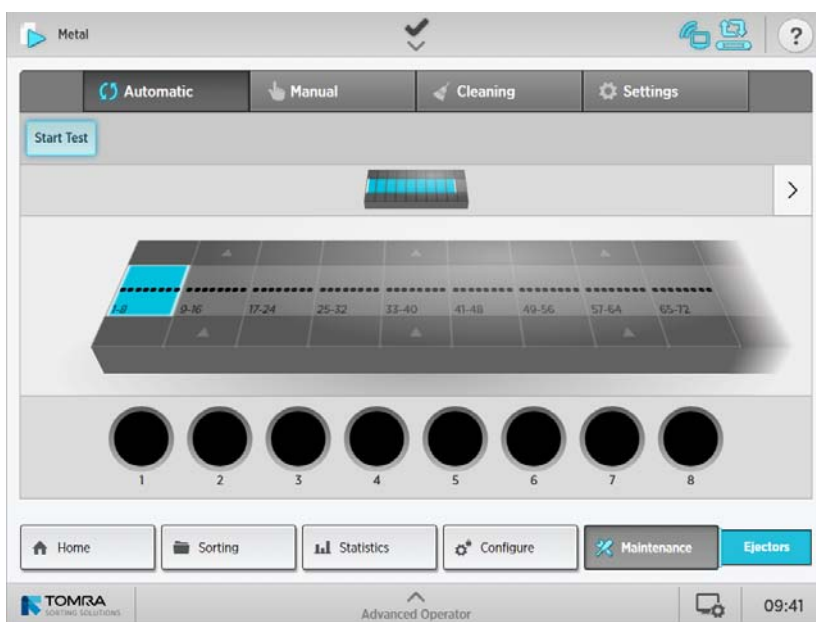 Metal
?
Automatic
Manual
Cleaning
Settings
Start Test
1-8 9-16 17-24 25-32 33-40 41-48 49-56 57-64 65-72
1 2 3 4 5 6 7 8
Home
Sorting
Statistics
Configure
Maintenance
Ejectors
TOMRA
SORTING SOLUTIONS
Advanced Operator
09:41